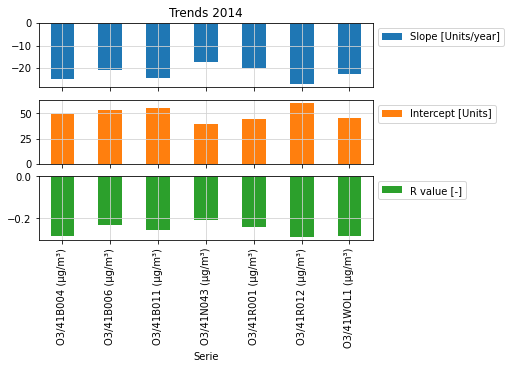 Trends 2014
0
−10
−20
Slope [Units/year]
50
25
0
Intercept [Units]
0.0
−0.2
R value [-]
O3/41B004 (µg/m³)
O3/41B006 (µg/m³)
O3/41B011 (µg/m³)
O3/41N043 (µg/m³)
O3/41R001 (µg/m³)
O3/41R012 (µg/m³)
O3/41WOL1 (µg/m³)
Serie